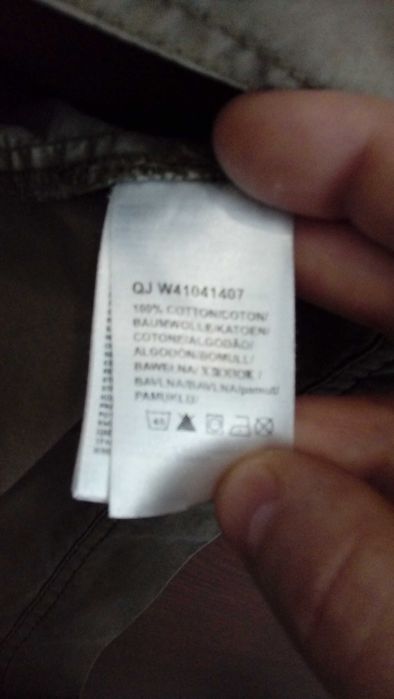 QJ W41041407
100% COTTON/COTON/
BAUMWOLLE/KATOEN/
COTONE/ALGODÃO/
ALGODÓN/BOMULL/
BAWEŁNA/
BAVLNA/BAVLNA/pamut/
PAMUKLU/